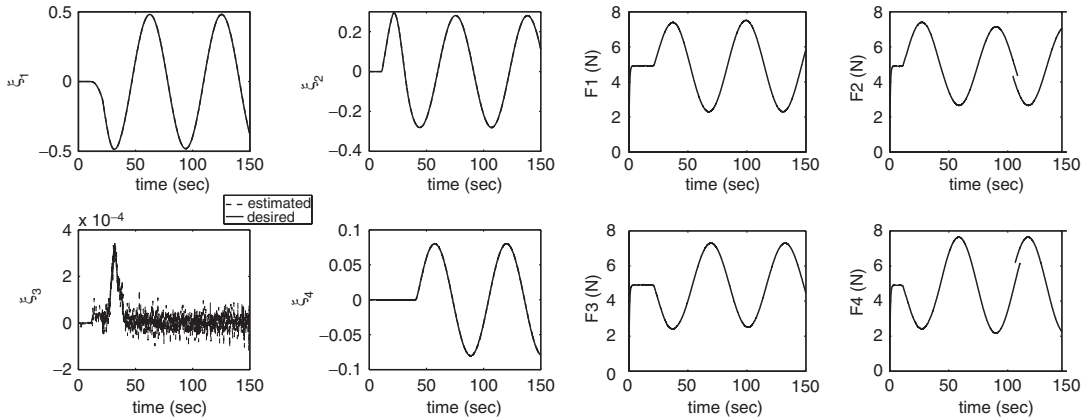 0.5
0
−0.5
0 50 100 150
ξ1
time (sec)
0.2
0
−0.2
0.4
0 50 100 150
ξ2
time (sec)
8
6
4
2
0
0 50 100 150
F1 (N)
time (sec)
8
6
4
2
0
0 50 100 150
F2 (N)
time (sec)
estimated
desired
x 10−4
4
2
0
−2
0 50 100 150
ξ3
time (sec)
0.1
0.05
0
−0.05
−0.1
0 50 100 150
ξ4
time (sec)
8
6
4
2
0
0 50 100 150
F3 (N)
time (sec)
8
6
4
2
0
0 50 100 150
F4 (N)
time (sec)